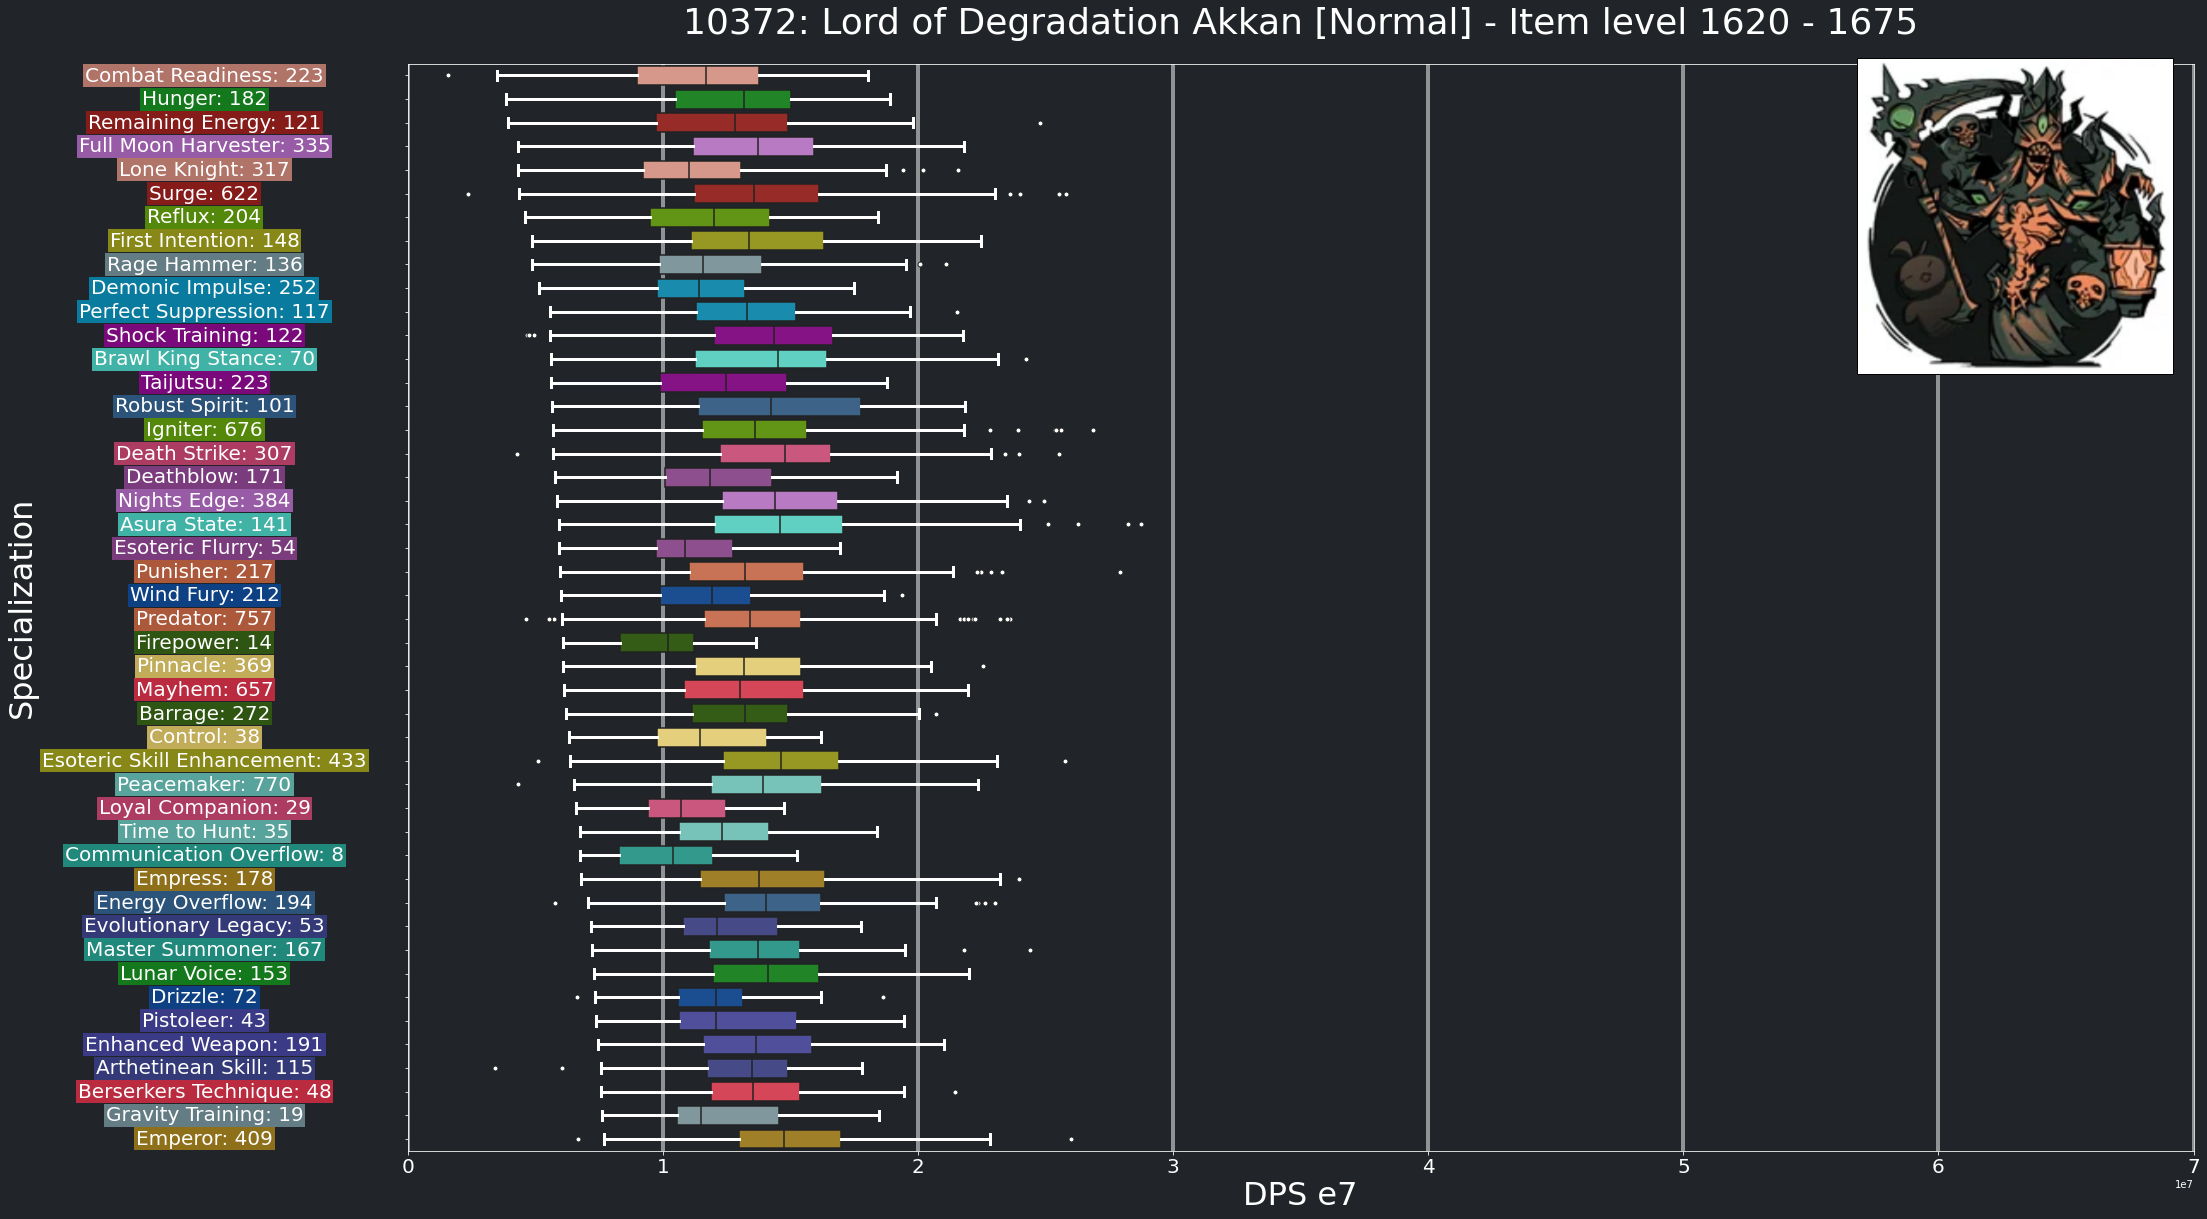 10372: Lord of Degradation Akkan [Normal] - Item level 1620 - 1675
Combat Readiness: 223
Hunger: 182
Remaining Energy: 121
Full Moon Harvester: 335
Lone Knight: 317
Surge: 622
Reflux: 204
First Intention: 148
Rage Hammer: 136
Demonic Impulse: 252
Perfect Suppression: 117
Shock Training: 122
Brawl King Stance: 70
Taijutsu: 223
Robust Spirit: 101
Igniter: 676
Death Strike: 307
Deathblow: 171
Nights Edge: 384
Asura State: 141
Esoteric Flurry: 54
Punisher: 217
Wind Fury: 212
Predator: 757
Firepower: 14
Pinnacle: 369
Mayhem: 657
Barrage: 272
Control: 38
Esoteric Skill Enhancement: 433
Peacemaker: 770
Loyal Companion: 29
Time to Hunt: 35
Communication Overflow: 8
Empress: 178
Energy Overflow: 194
Evolutionary Legacy: 53
Master Summoner: 167
Lunar Voice: 153
Drizzle: 72
Pistoleer: 43
Enhanced Weapon: 191
Arthetinean Skill: 115
Berserkers Technique: 48
Gravity Training: 19
Emperor: 409
Specialization
0 1 2 3 4 5 6 7
1e7
DPS e7